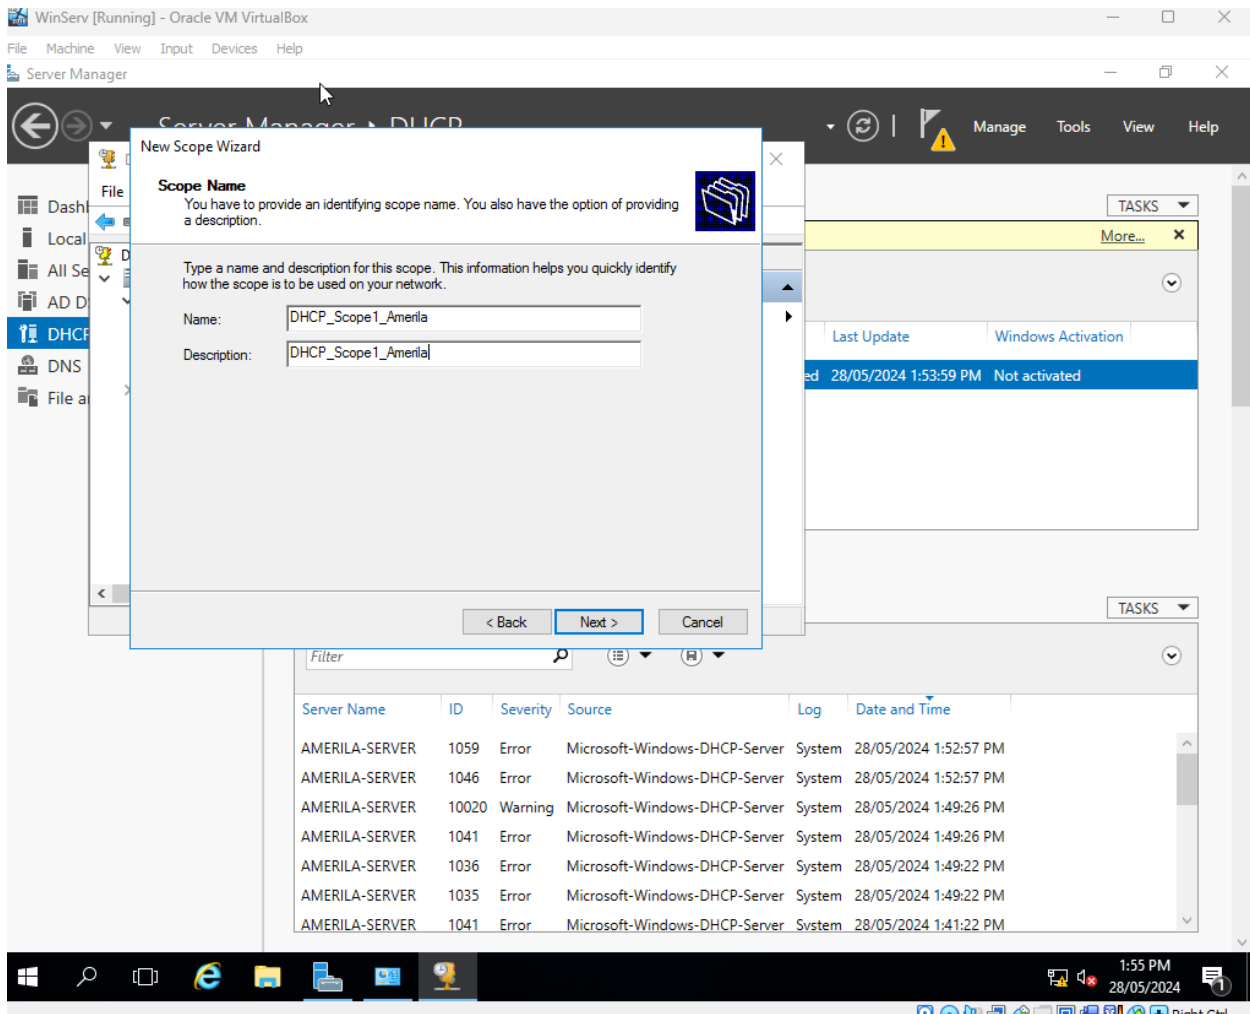 WinServ [Running] - Oracle VM VirtualBox
File Machine View Input Devices Help
Server Manager
Server Manager ▸ DHCP
Manage Tools View Help
New Scope Wizard
File
Scope Name
You have to provide an identifying scope name. You also have the option of providing
a description.
Type a name and description for this scope. This information helps you quickly identify
how the scope is to be used on your network.
Name: DHCP_Scope1_Amerila
Description: DHCP_Scope1_Amerila
< Back Next > Cancel
Local
All Se
AD D
DHCP
DNS
File a
TASKS
More...
Last Update Windows Activation
28/05/2024 1:53:59 PM Not activated
TASKS
Filter
Server Name ID Severity Source Log Date and Time
AMERILA-SERVER 1059 Error Microsoft-Windows-DHCP-Server System 28/05/2024 1:52:57 PM
AMERILA-SERVER 1046 Error Microsoft-Windows-DHCP-Server System 28/05/2024 1:52:57 PM
AMERILA-SERVER 10020 Warning Microsoft-Windows-DHCP-Server System 28/05/2024 1:49:26 PM
AMERILA-SERVER 1041 Error Microsoft-Windows-DHCP-Server System 28/05/2024 1:49:26 PM
AMERILA-SERVER 1036 Error Microsoft-Windows-DHCP-Server System 28/05/2024 1:49:22 PM
AMERILA-SERVER 1035 Error Microsoft-Windows-DHCP-Server System 28/05/2024 1:49:22 PM
AMERILA-SERVER 1041 Error Microsoft-Windows-DHCP-Server System 28/05/2024 1:41:22 PM
1:55 PM
28/05/2024
1
Right Ctrl